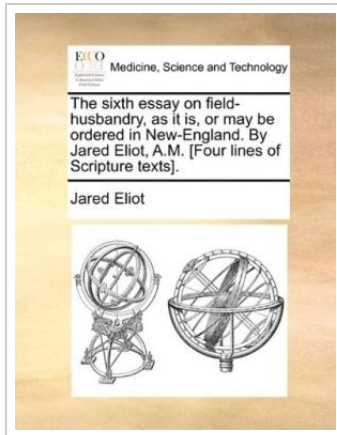 ECCO
Medicine, Science and Technology
The sixth essay on field-
husbandry, as it is, or may be
ordered in New-England. By
Jared Eliot, A.M. [Four lines of
Scripture texts].
Jared Eliot